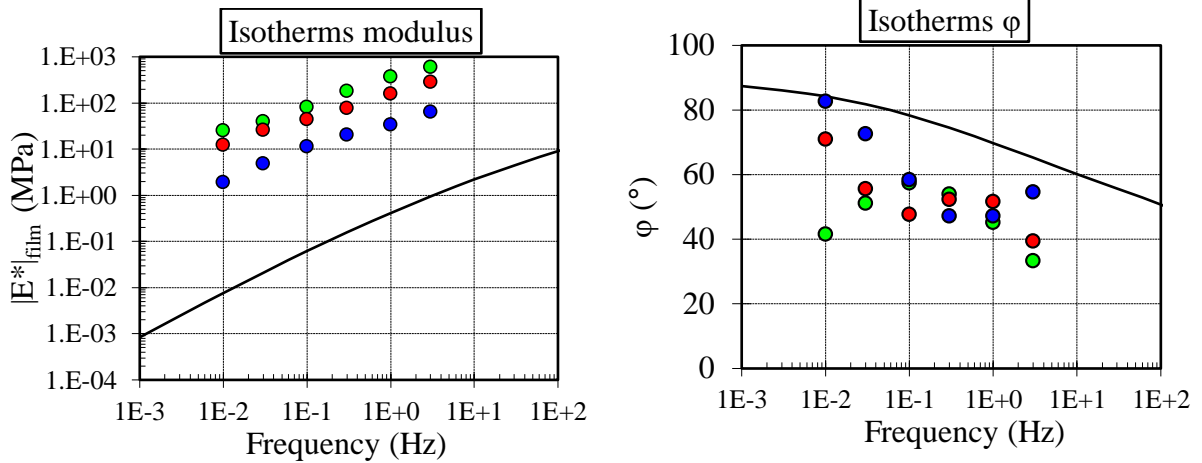 Isotherms modulus
|E*|film (MPa)
1.E+03
1.E+02
1.E+01
1.E+00
1.E-01
1.E-02
1.E-03
1.E-04
1E-3 1E-2 1E-1 1E+0 1E+1 1E+2
Frequency (Hz)
Isotherms φ
φ (°)
100
80
60
40
20
0
1E-3 1E-2 1E-1 1E+0 1E+1 1E+2
Frequency (Hz)